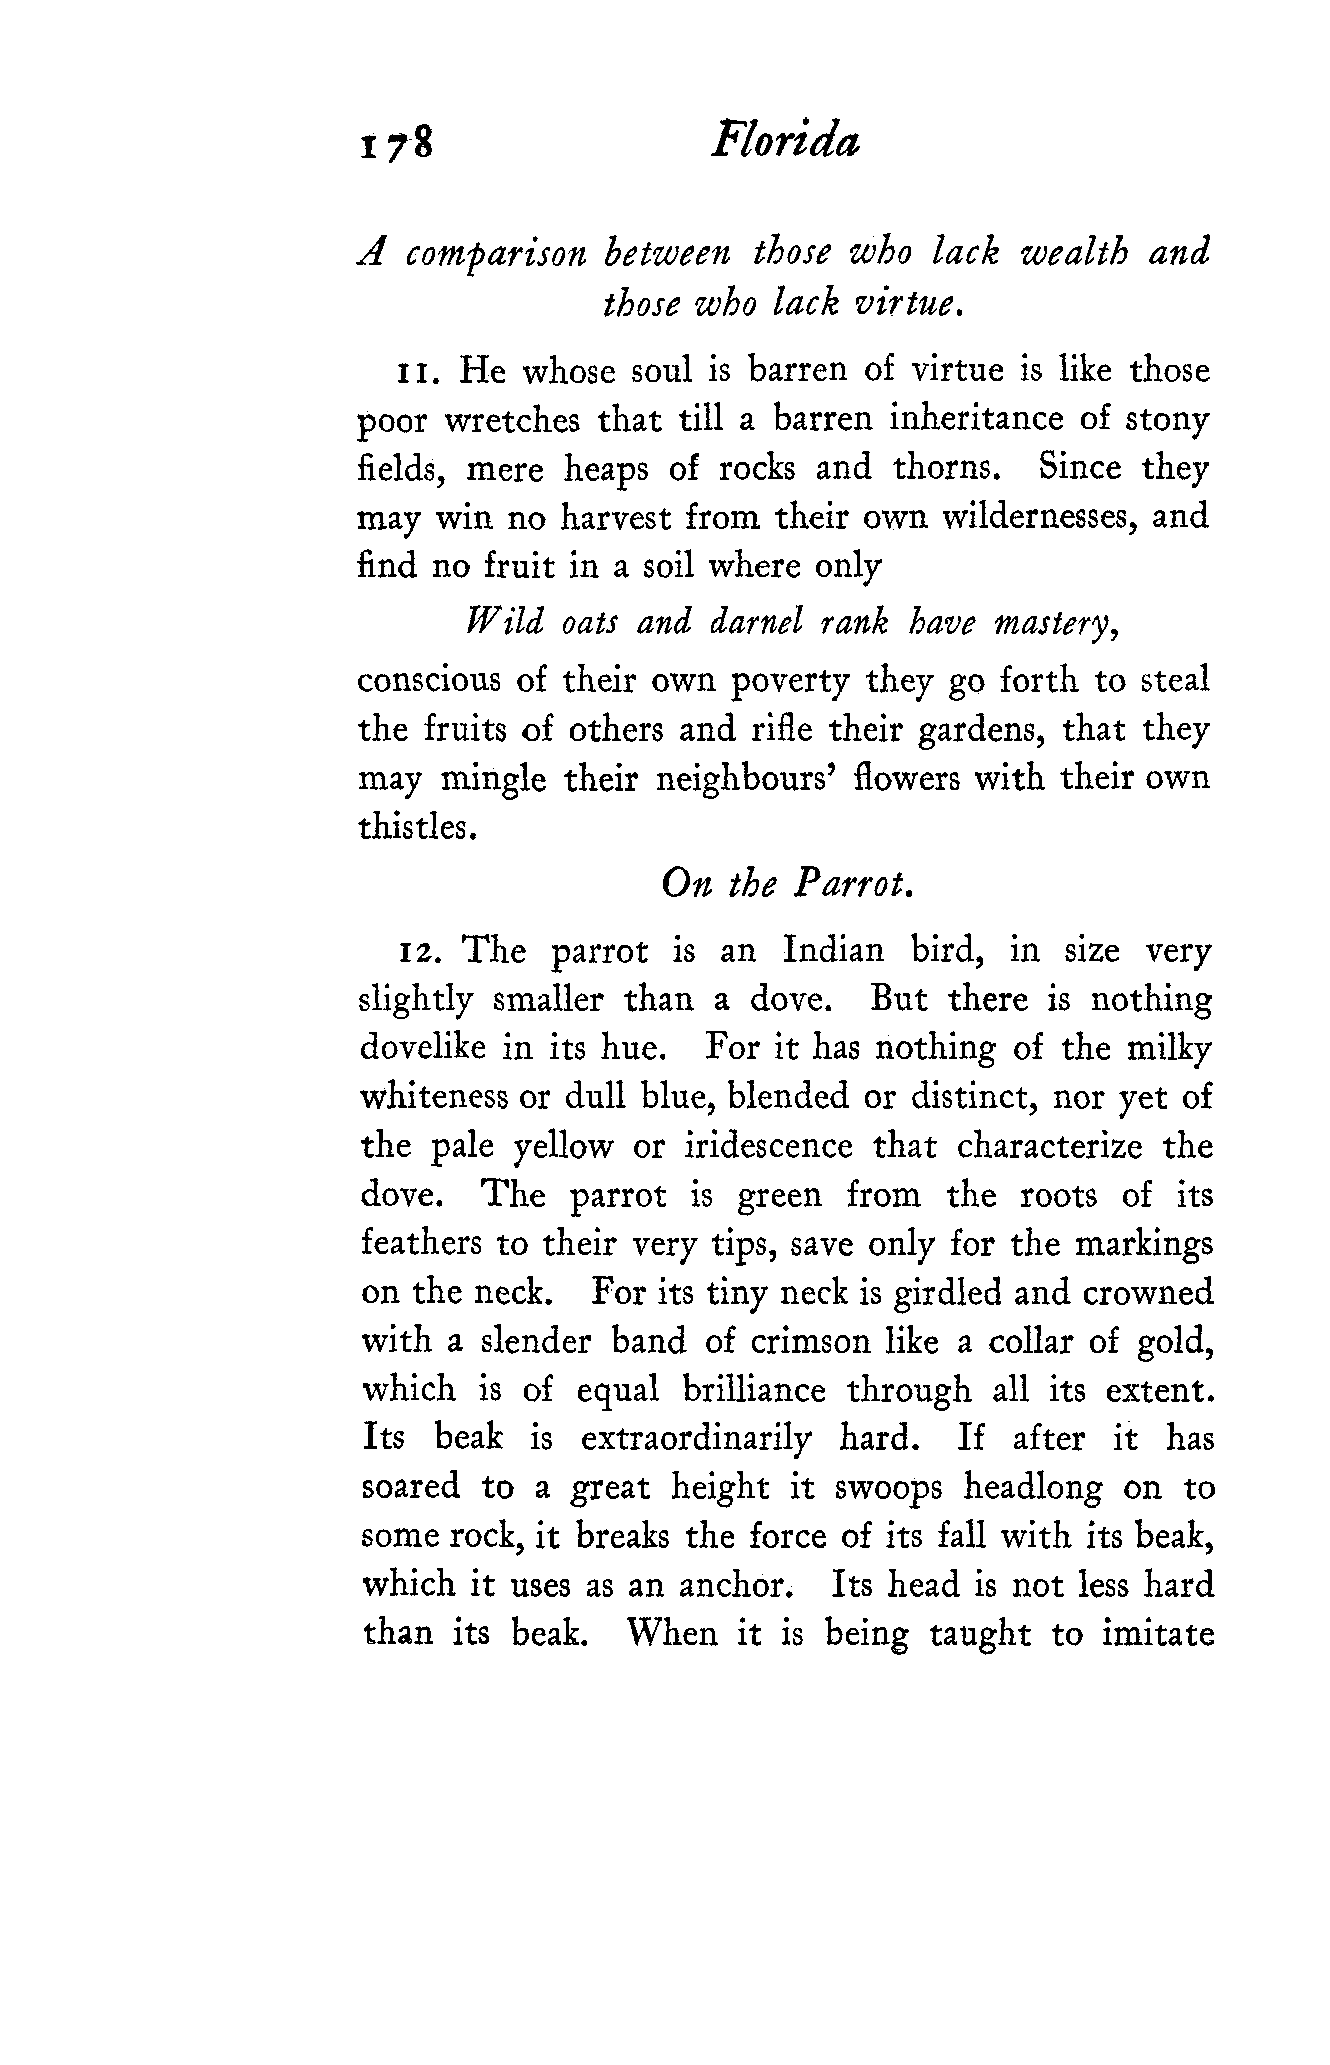 178 Florida
A comparison between those who lack wealth and
those who lack virtue.
11. He whose soul is barren of virtue is like those
poor wretches that till a barren inheritance of stony
fields, mere heaps of rocks and thorns. Since they
may win no harvest from their own wildernesses, and
find no fruit in a soil where only
Wild oats and darnel rank have mastery,
conscious of their own poverty they go forth to steal
the fruits of others and rifle their gardens, that they
may mingle their neighbours’ flowers with their own
thistles.
On the Parrot.
12. The parrot is an Indian bird, in size very
slightly smaller than a dove. But there is nothing
dovelike in its hue. For it has nothing of the milky
whiteness or dull blue, blended or distinct, nor yet of
the pale yellow or iridescence that characterize the
dove. The parrot is green from the roots of its
feathers to their very tips, save only for the markings
on the neck. For its tiny neck is girdled and crowned
with a slender band of crimson like a collar of gold,
which is of equal brilliance through all its extent.
Its beak is extraordinarily hard. If after it has
soared to a great height it swoops headlong on to
some rock, it breaks the force of its fall with its beak,
which it uses as an anchor. Its head is not less hard
than its beak. When it is being taught to imitate